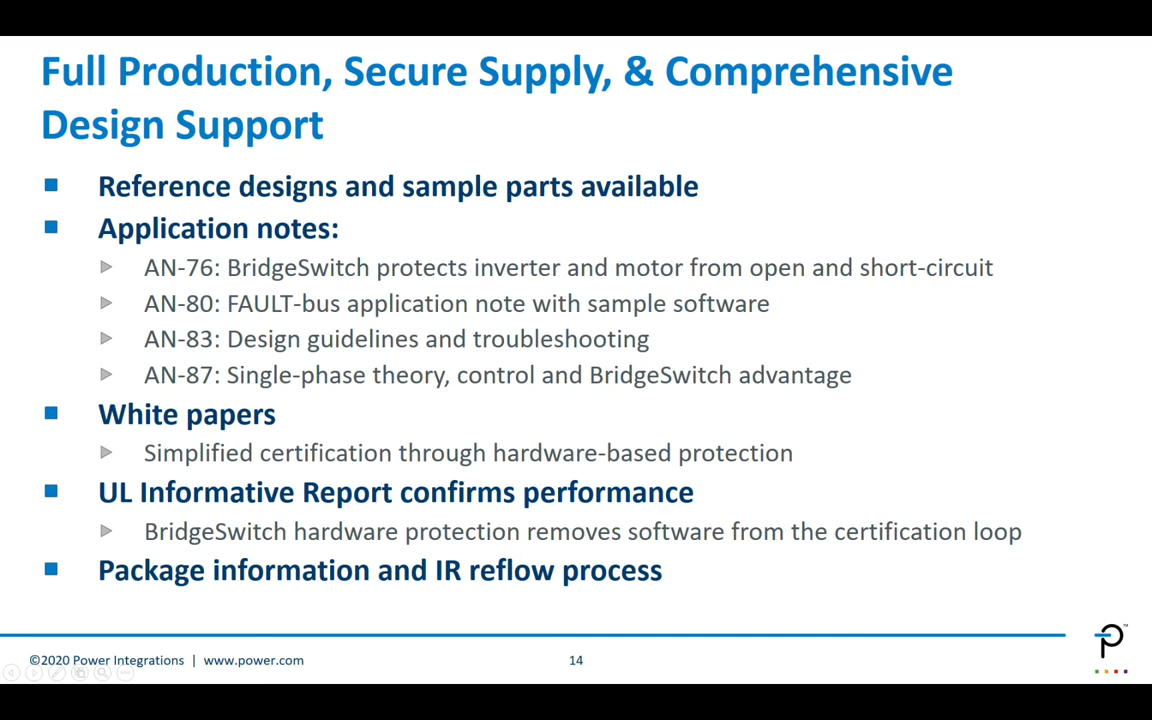 Full Production, Secure Supply, & Comprehensive
Design Support
Reference designs and sample parts available
Application notes:
AN-76: BridgeSwitch protects inverter and motor from open and short-circuit
AN-80: FAULT-bus application note with sample software
AN-83: Design guidelines and troubleshooting
AN-87: Single-phase theory, control and BridgeSwitch advantage
White papers
Simplified certification through hardware-based protection
UL Informative Report confirms performance
BridgeSwitch hardware protection removes software from the certification loop
Package information and IR reflow process
©2020 Power Integrations | www.power.com
14
™